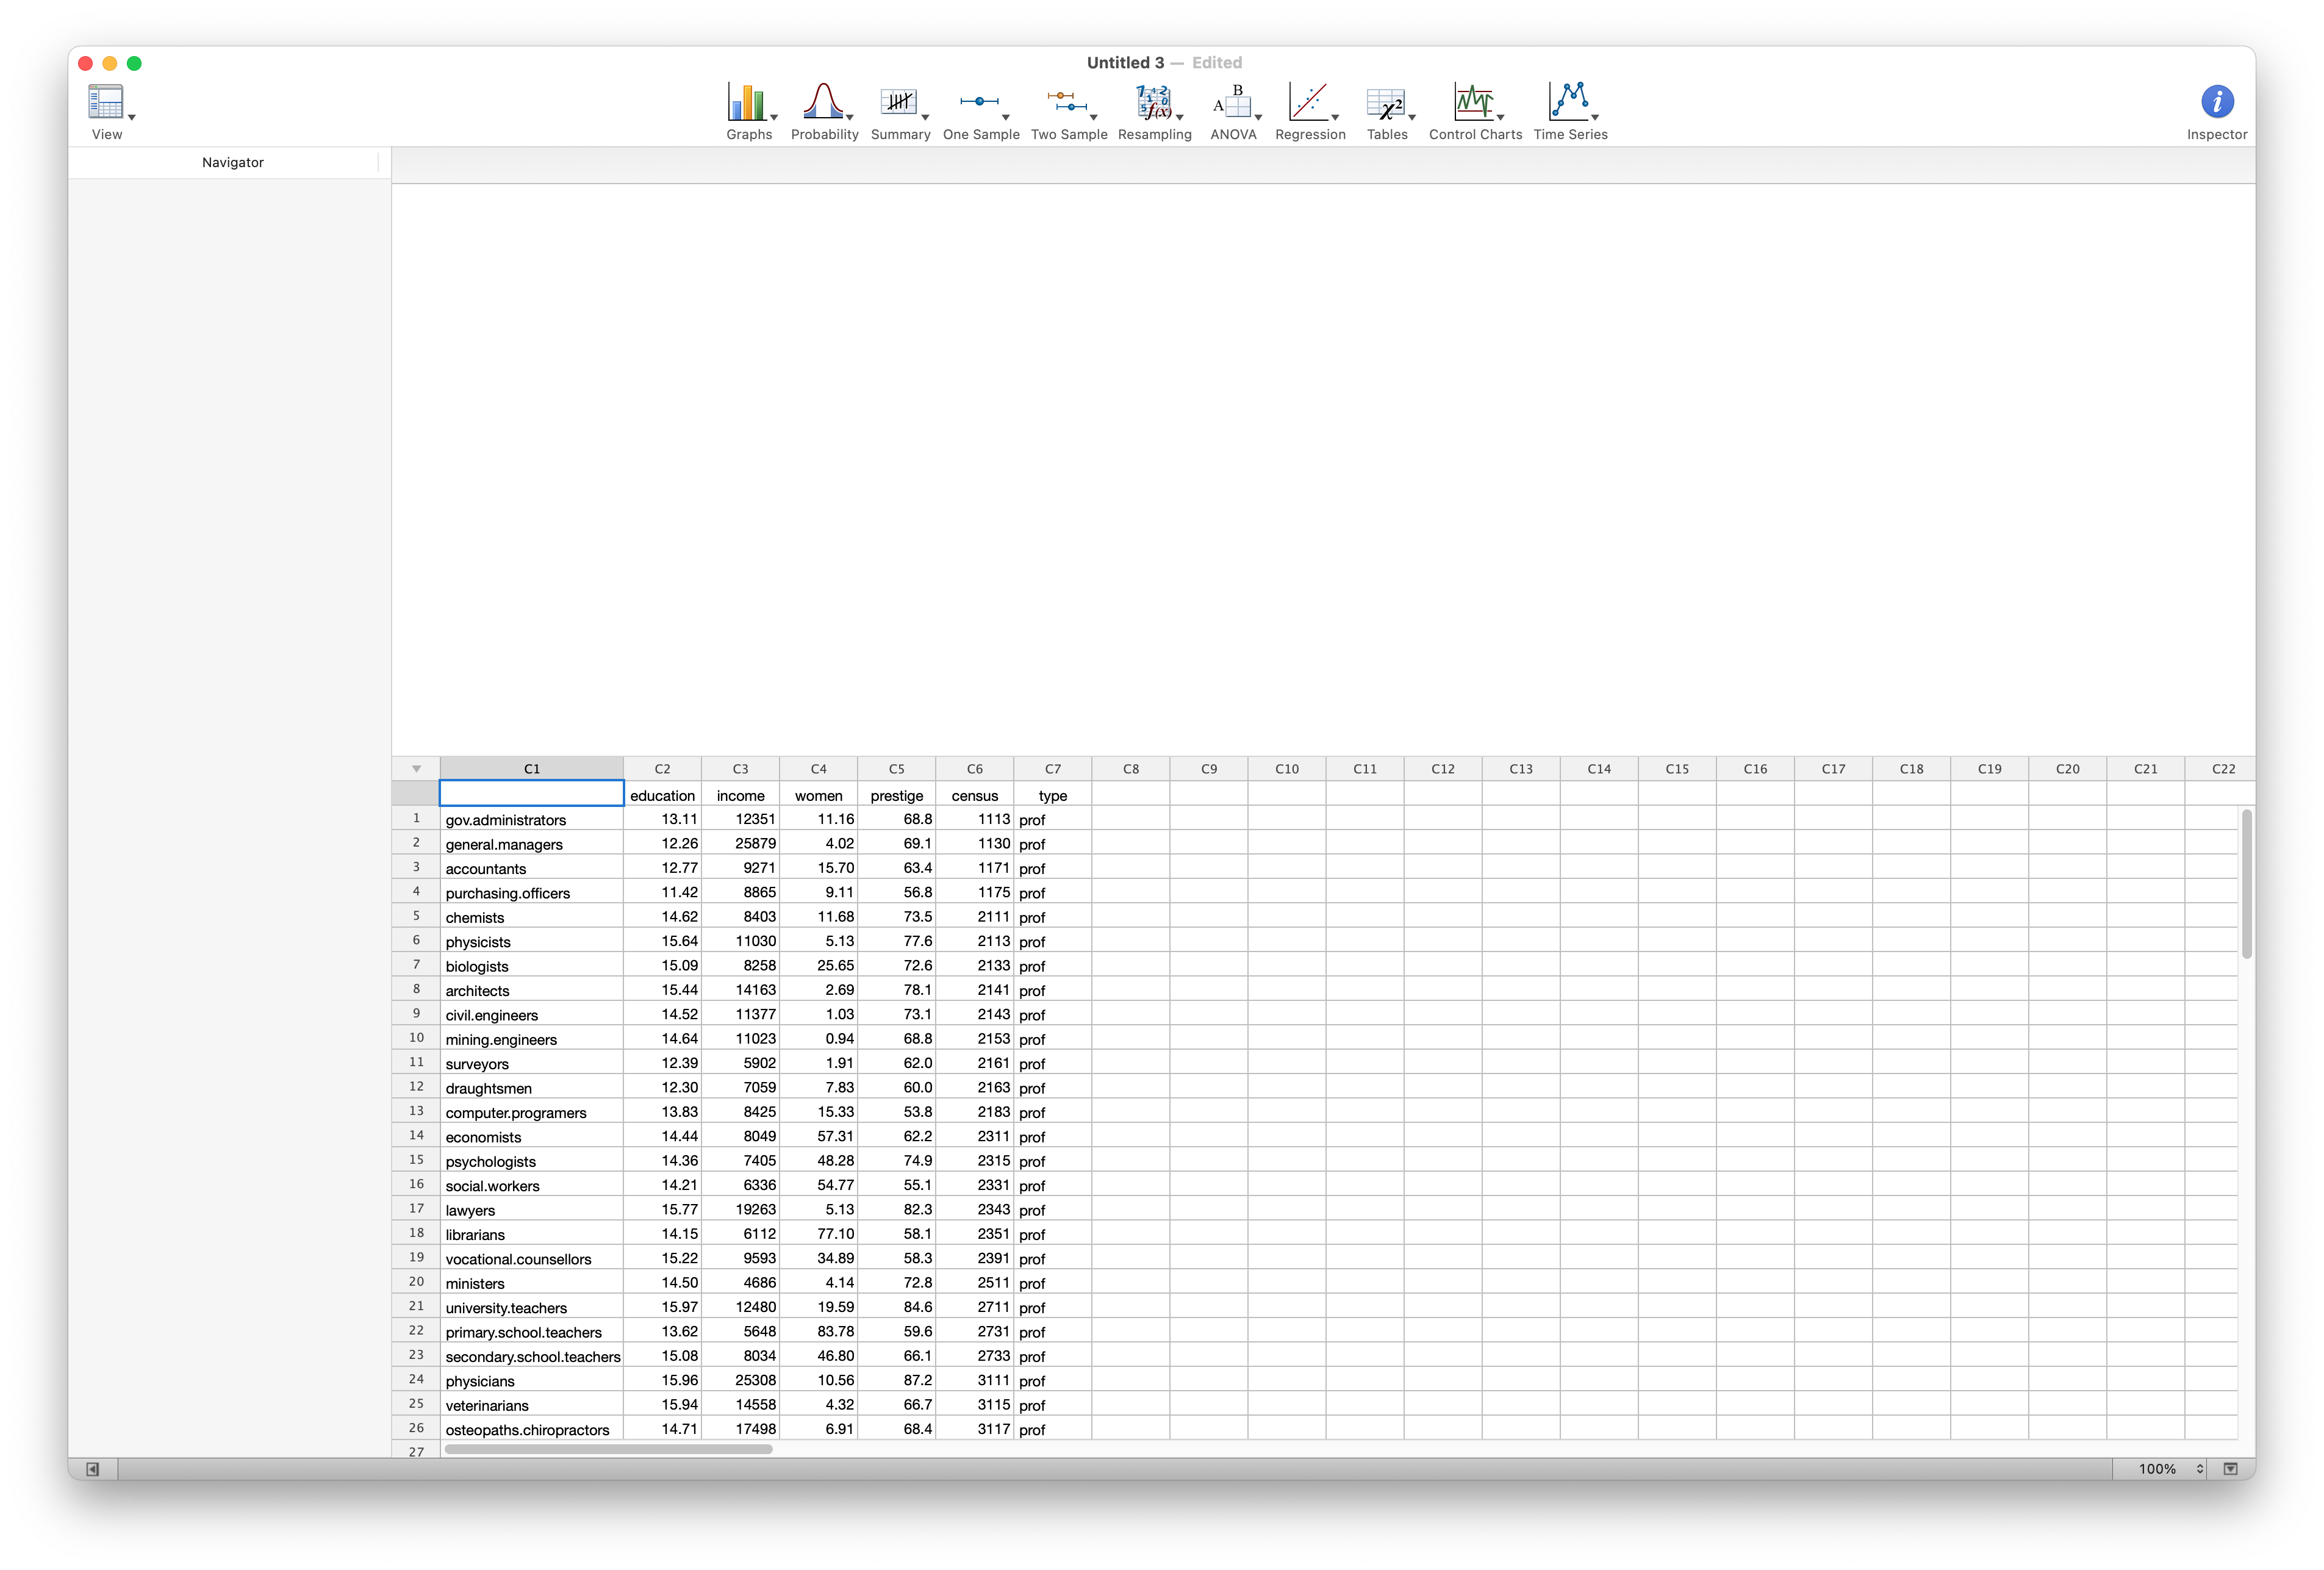 Untitled 3 — Edited
View
Graphs Probability Summary One Sample Two Sample Resampling ANOVA Regression Tables Control Charts Time Series
Inspector
Navigator
C1 C2 C3 C4 C5 C6 C7 C8 C9 C10 C11 C12 C13 C14 C15 C16 C17 C18 C19 C20 C21 C22
education income women prestige census type
1 gov.administrators 13.11 12351 11.16 68.8 1113 prof
2 general.managers 12.26 25879 4.02 69.1 1130 prof
3 accountants 12.77 9271 15.70 63.4 1171 prof
4 purchasing.officers 11.42 8865 9.11 56.8 1175 prof
5 chemists 14.62 8403 11.68 73.5 2111 prof
6 physicists 15.64 11030 5.13 77.6 2113 prof
7 biologists 15.09 8258 25.65 72.6 2133 prof
8 architects 15.44 14163 2.69 78.1 2141 prof
9 civil.engineers 14.52 11377 1.03 73.1 2143 prof
10 mining.engineers 14.64 11023 0.94 68.8 2153 prof
11 surveyors 12.39 5902 1.91 62.0 2161 prof
12 draughtsmen 12.30 7059 7.83 60.0 2163 prof
13 computer.programers 13.83 8425 15.33 53.8 2183 prof
14 economists 14.44 8049 57.31 62.2 2311 prof
15 psychologists 14.36 7405 48.28 74.9 2315 prof
16 social.workers 14.21 6336 54.77 55.1 2331 prof
17 lawyers 15.77 19263 5.13 82.3 2343 prof
18 librarians 14.15 6112 77.10 58.1 2351 prof
19 vocational.counsellors 15.22 9593 34.89 58.3 2391 prof
20 ministers 14.50 4686 4.14 72.8 2511 prof
21 university.teachers 15.97 12480 19.59 84.6 2711 prof
22 primary.school.teachers 13.62 5648 83.78 59.6 2731 prof
23 secondary.school.teachers 15.08 8034 46.80 66.1 2733 prof
24 physicians 15.96 25308 10.56 87.2 3111 prof
25 veterinarians 15.94 14558 4.32 66.7 3115 prof
26 osteopaths.chiropractors 14.71 17498 6.91 68.4 3117 prof
27
100%